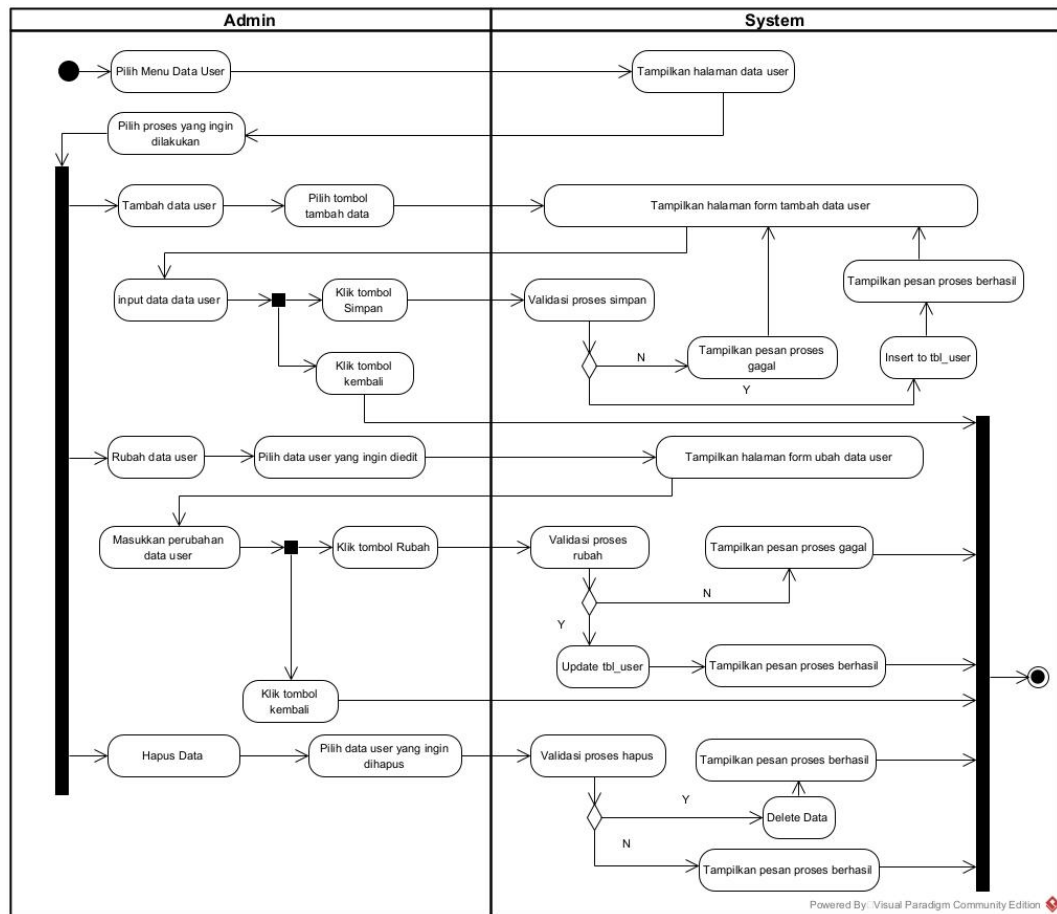 Admin
System
Pilih Menu Data User
Tampilkan halaman data user
Pilih proses yang ingin
dilakukan
Tambah data user
Pilih tombol
tambah data
Tampilkan halaman form tambah data user
input data data user
Klik tombol
Simpan
Validasi proses simpan
Tampilkan pesan proses berhasil
Klik tombol
kembali
N
Tampilkan pesan proses
gagal
Insert to tbl_user
Y
Rubah data user
Pilih data user yang ingin diedit
Tampilkan halaman form ubah data user
Masukkan perubahan
data user
Klik tombol Rubah
Validasi proses
rubah
Tampilkan pesan proses gagal
N
Y
Update tbl_user
Tampilkan pesan proses berhasil
Klik tombol
kembali
Hapus Data
Pilih data user yang ingin
dihapus
Validasi proses hapus
Tampilkan pesan proses berhasil
Y
Delete Data
N
Tampilkan pesan proses berhasil
Powered By: Visual Paradigm Community Edition